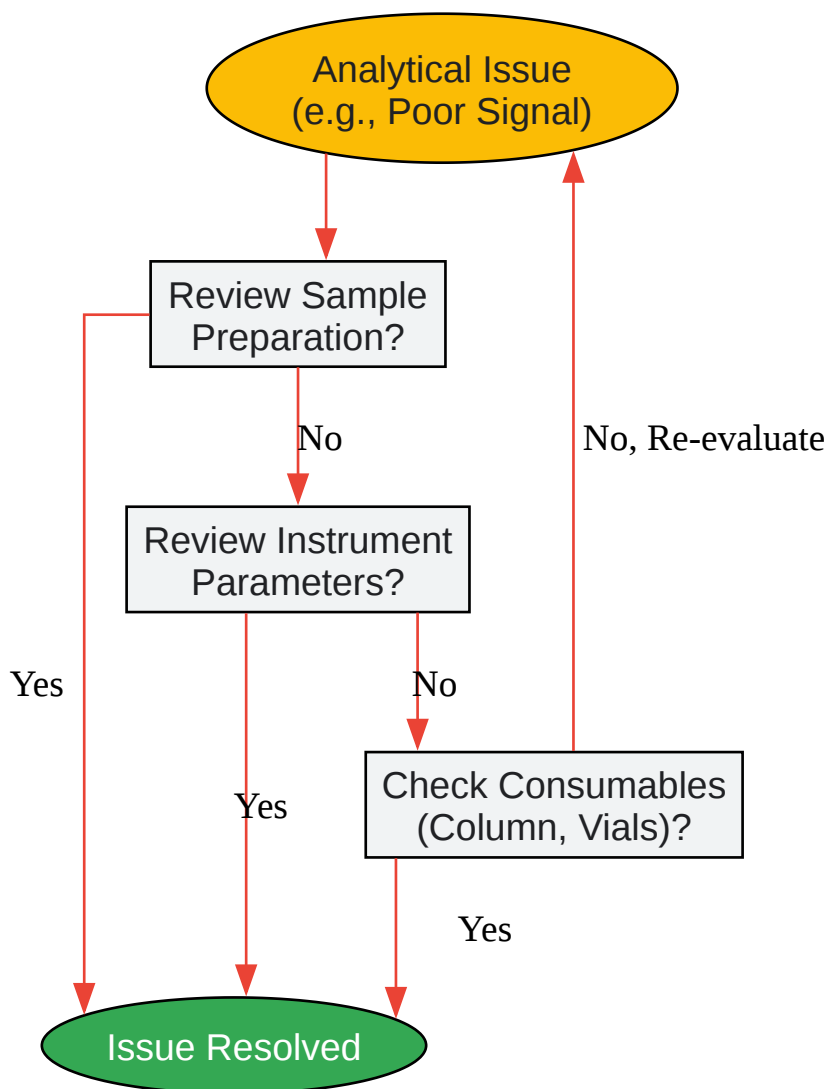 Analytical Issue
(e.g., Poor Signal)
Review Sample
Preparation?
No
No, Re-evaluate
Review Instrument
Parameters?
Yes
No
Check Consumables
(Column, Vials)?
Yes
Yes
Issue Resolved